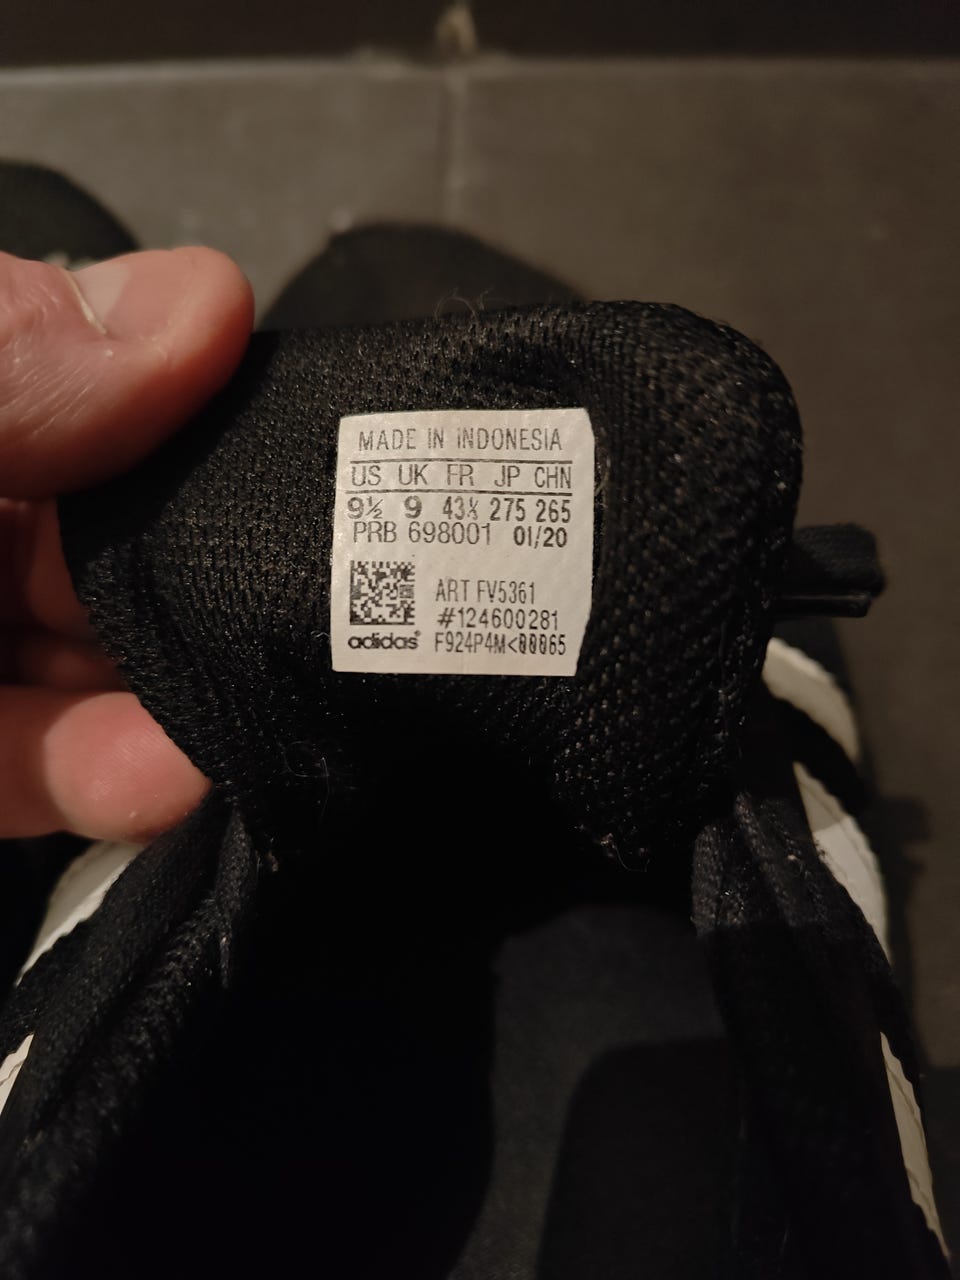 MADE IN INDONESIA
US UK FR JP CHN
9½ 9 43⅓ 275 265
PRB 698001 01/20
ART FV5361
#124600281
adidas F924P4M<00065